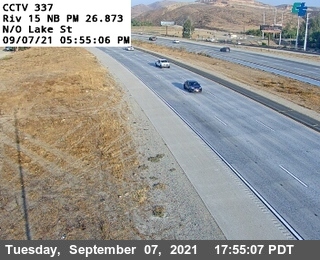 CCTV 337
Riv 15 NB PM 26.873
N/O Lake St
09/07/21 05:55:06 PM
Tuesday, September 07, 2021 17:55:07 PDT